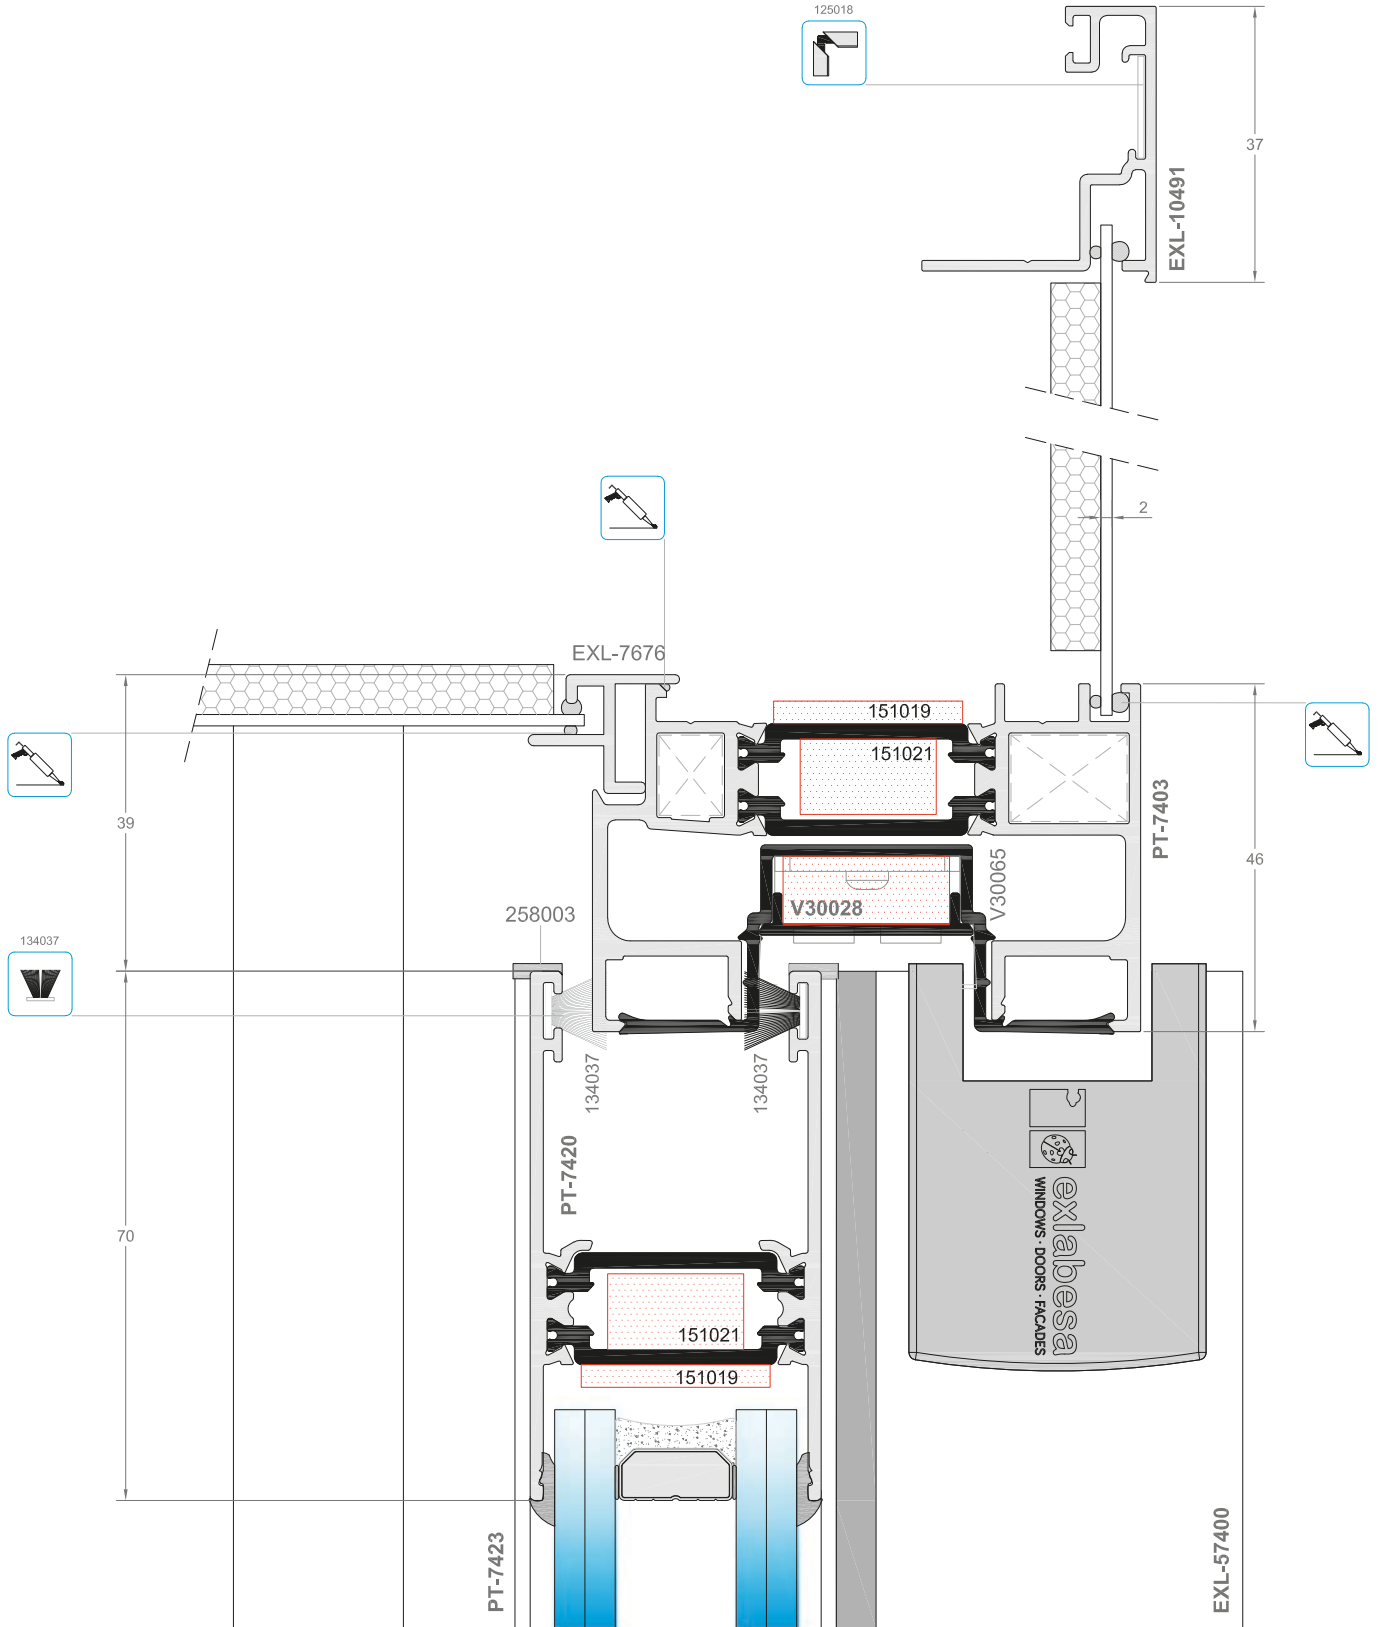 125018
37
EXL-10491
2
EXL-7676
151019
151021
39
PT-7403
46
V30065
V30028
258003
134037
134037
134037
PT-7420
70
exlabesa
WINDOWS · DOORS · FACADES
151021
151019
PT-7423
EXL-57400